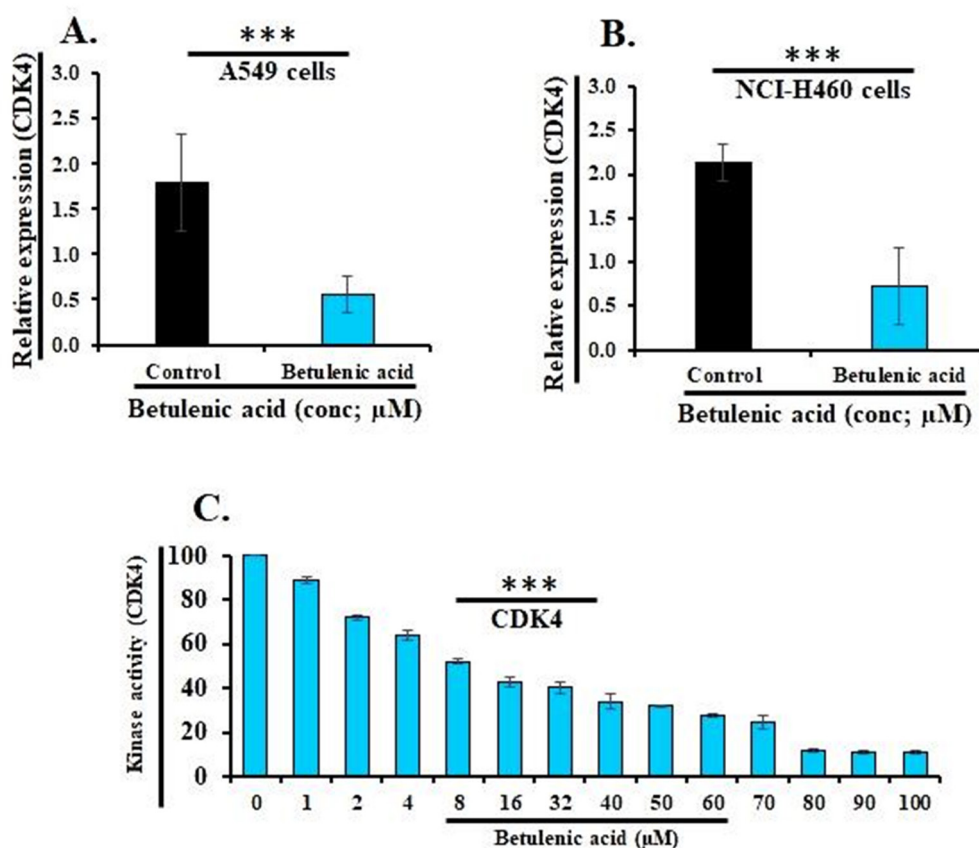 A.
***
A549 cells
Relative expression (CDK4)
3.0
2.5
2.0
1.5
1.0
0.5
0.0
Control Betulenic acid
Betulenic acid (conc; µM)
B.
***
NCI-H460 cells
Relative expression (CDK4)
3.0
2.5
2.0
1.5
1.0
0.5
0.0
Control Betulenic acid
Betulenic acid (conc; µM)
C.
***
CDK4
Kinase activity (CDK4)
100
80
60
40
20
0
0 1 2 4 8 16 32 40 50 60 70 80 90 100
Betulenic acid (µM)